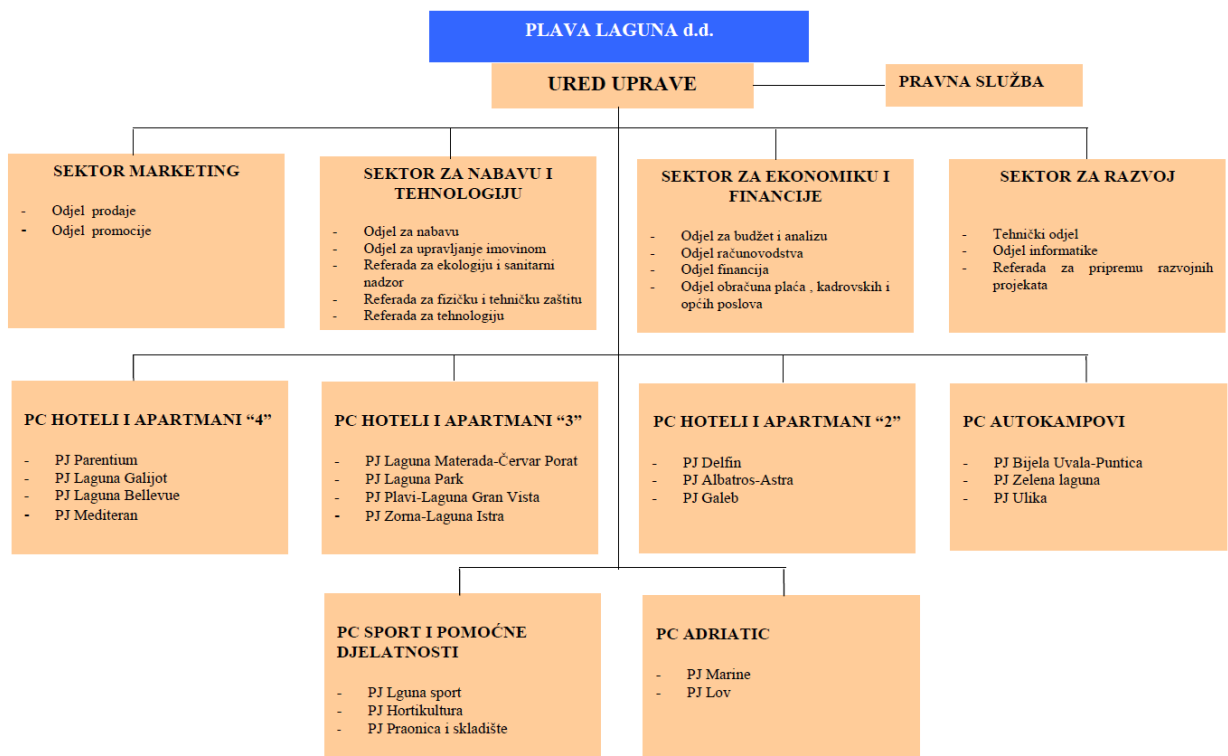 PLAVA LAGUNA d.d.
URED UPRAVE
PRAVNA SLUŽBA
SEKTOR MARKETING
- Odjel prodaje
- Odjel promocije
SEKTOR ZA NABAVU I
TEHNOLOGIJU
- Odjel za nabavu
- Odjel za upravljanje imovinom
- Referada za ekologiju i sanitarni
nadzor
- Referada za fizičku i tehničku zaštitu
- Referada za tehnologiju
SEKTOR ZA EKONOMIKU I
FINANCIJE
- Odjel za budžet i analizu
- Odjel računovodstva
- Odjel financija
- Odjel obračuna plaća , kadrovskih i
općih poslova
SEKTOR ZA RAZVOJ
- Tehnički odjel
- Odjel informatike
- Referada za pripremu razvojnih
projekata
PC HOTELI I APARTMANI “4”
- PJ Parentium
- PJ Laguna Galijot
- PJ Laguna Bellevue
- PJ Mediteran
PC HOTELI I APARTMANI “3”
- PJ Laguna Materada-Červar Porat
- PJ Laguna Park
- PJ Plavi-Laguna Gran Vista
- PJ Zorna-Laguna Istra
PC HOTELI I APARTMANI “2”
- PJ Delfin
- PJ Albatros-Astra
- PJ Galeb
PC AUTOKAMPOVI
- PJ Bijela Uvala-Puntica
- PJ Zelena laguna
- PJ Ulika
PC SPORT I POMOĆNE
DJELATNOSTI
- PJ Lguna sport
- PJ Hortikultura
- PJ Praonica i skladište
PC ADRIATIC
- PJ Marine
- PJ Lov